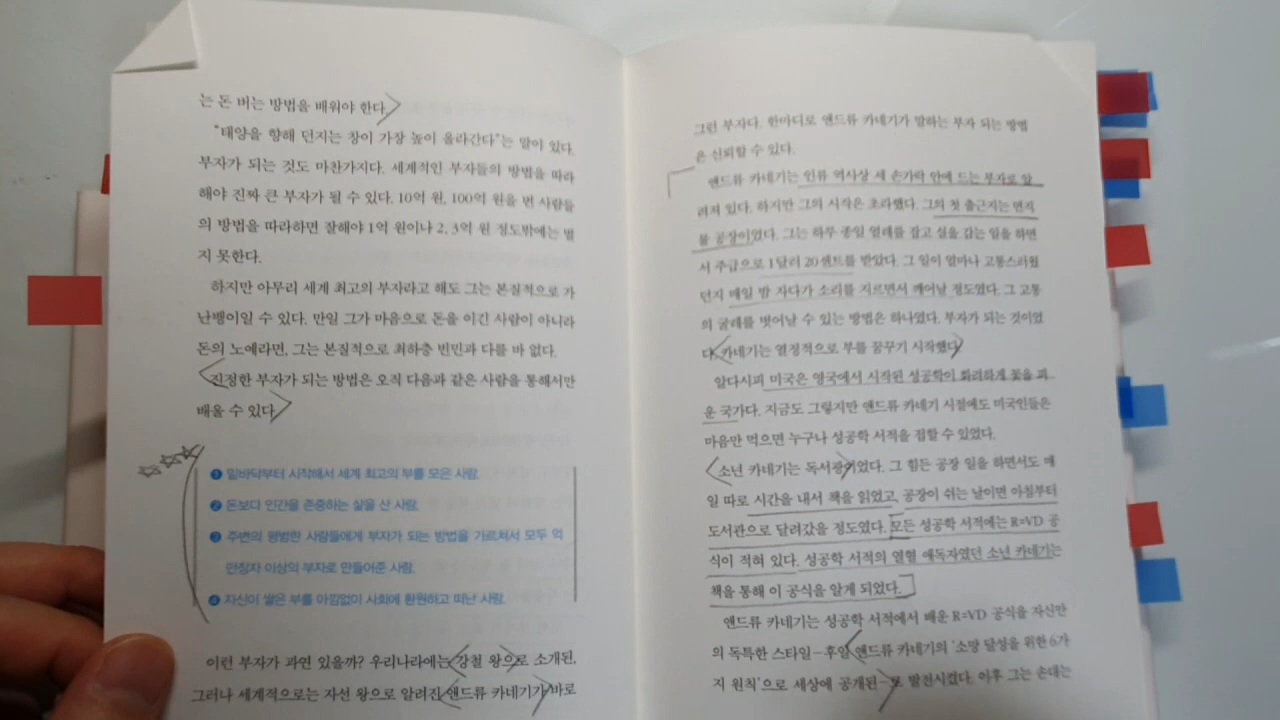 는 돈 버는 방법을 배워야 한다.
“태양을 향해 던지는 창이 가장 높이 올라간다”는 말이 있다.
부자가 되는 것도 마찬가지다. 세계적인 부자들의 방법을 따라
해야 진짜 큰 부자가 될 수 있다. 10억 원, 100억 원을 번 사람들
의 방법을 따라하면 잘해야 1억 원이나 2, 3억 원 정도밖에는 벌
지 못한다.
하지만 아무리 세계 최고의 부자라고 해도 그는 본질적으로 가
난뱅이일 수 있다. 만일 그가 마음으로 돈을 이긴 사람이 아니라
돈의 노예라면, 그는 본질적으로 최하층 빈민과 다를 바 없다.
진정한 부자가 되는 방법은 오직 다음과 같은 사람을 통해서만
배울 수 있다.
❶ 밑바닥부터 시작해서 세계 최고의 부를 모은 사람.
❷ 돈보다 인간을 존중하는 삶을 산 사람.
❸ 주변의 평범한 사람들에게 부자가 되는 방법을 가르쳐서 모두 억
만장자 이상의 부자로 만들어준 사람.
❹ 자신이 쌓은 부를 아낌없이 사회에 환원하고 떠난 사람.
이런 부자가 과연 있을까? 우리나라에는 강철 왕으로 소개된,
그러나 세계적으로는 자선 왕으로 알려진 앤드류 카네기가 바로
그런 부자다. 한마디로 앤드류 카네기가 말하는 부자 되는 방법
은 신뢰할 수 있다.
앤드류 카네기는 인류 역사상 세 손가락 안에 드는 부자로 알
려져 있다. 하지만 그의 시작은 초라했다. 그의 첫 출근지는 면직
물 공장이었다. 그는 하루 종일 얼레를 잡고 실을 감는 일을 하면
서 주급으로 1달러 20센트를 받았다. 그 일이 얼마나 고통스러웠
던지 매일 밤 자다가 소리를 지르면서 깨어날 정도였다. 그 고통
의 굴레를 벗어날 수 있는 방법은 하나였다. 부자가 되는 것이었
다. 카네기는 열정적으로 부를 꿈꾸기 시작했다.
알다시피 미국은 영국에서 시작된 성공학이 화려하게 꽃을 피
운 국가다. 지금도 그렇지만 앤드류 카네기 시절에도 미국인들은
마음만 먹으면 누구나 성공학 서적을 접할 수 있었다.
소년 카네기는 독서광이었다. 그 힘든 공장 일을 하면서도 매
일 따로 시간을 내서 책을 읽었고, 공장이 쉬는 날이면 아침부터
도서관으로 달려갔을 정도였다. 모든 성공학 서적에는 R=VD 공
식이 적혀 있다. 성공학 서적의 열혈 애독자였던 소년 카네기는
책을 통해 이 공식을 알게 되었다.
앤드류 카네기는 성공학 서적에서 배운 R=VD 공식을 자신만
의 독특한 스타일-후일 앤드류 카네기의 ‘소망 달성을 위한 6가
지 원칙’으로 세상에 공개된-로 발전시켰다. 이후 그는 손대는